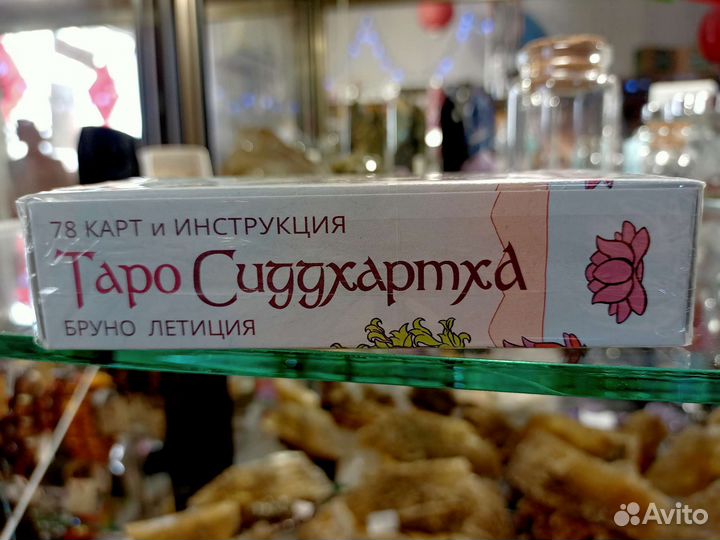 78 КАРТ и ИНСТРУКЦИЯ
Таро Сиддхартха
БРУНО ЛЕТИЦИЯ
Avito